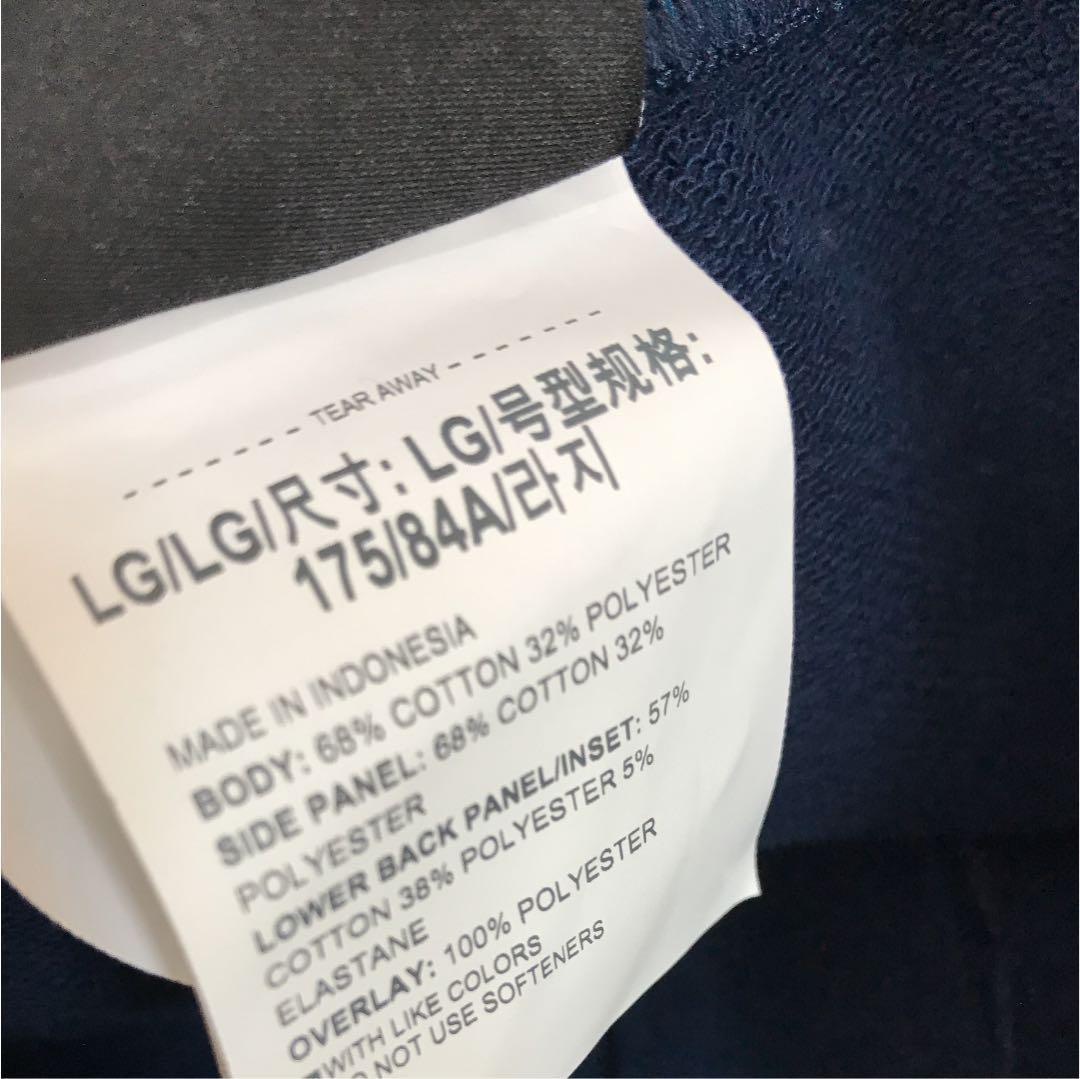 TEAR AWAY
LG/LG/尺寸: LG/号型规格:
175/84A/라지
MADE IN INDONESIA
BODY: 68% COTTON 32% POLYESTER
SIDE PANEL: 68% COTTON 32%
POLYESTER
LOWER BACK PANEL/INSET: 57%
COTTON 38% POLYESTER 5%
ELASTANE
OVERLAY: 100% POLYESTER
WITH LIKE COLORS
NOT USE SOFTENERS